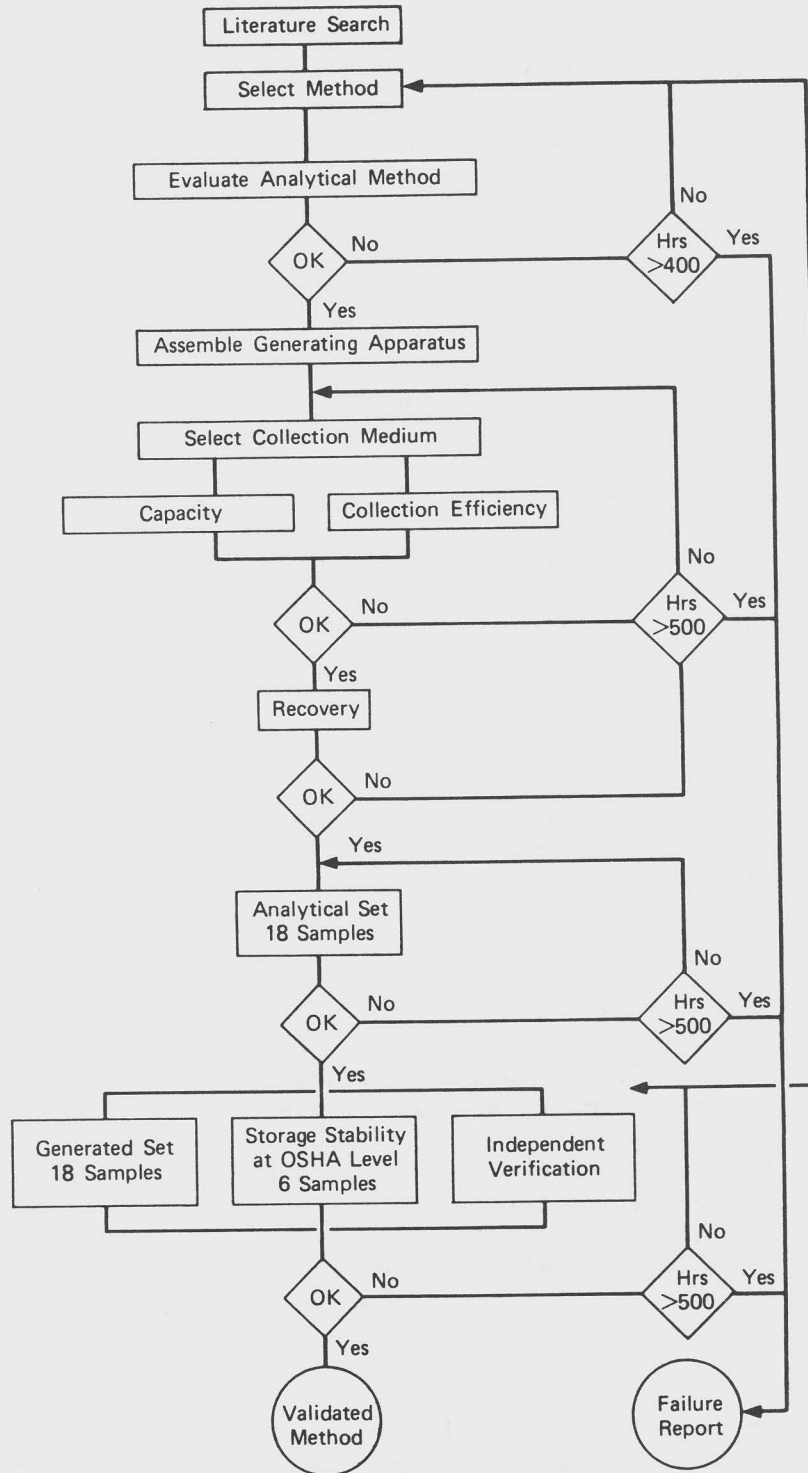 Literature Search
Select Method
Evaluate Analytical Method
No
OK
No
Hrs
>400
Yes
Yes
Assemble Generating Apparatus
Select Collection Medium
Capacity
Collection Efficiency
No
OK
No
Hrs
>500
Yes
Yes
Recovery
OK
No
Yes
Analytical Set
18 Samples
No
OK
No
Hrs
>500
Yes
Yes
Generated Set
18 Samples
Storage Stability
at OSHA Level
6 Samples
Independent
Verification
No
OK
No
Hrs
>500
Yes
Yes
Validated
Method
Failure
Report